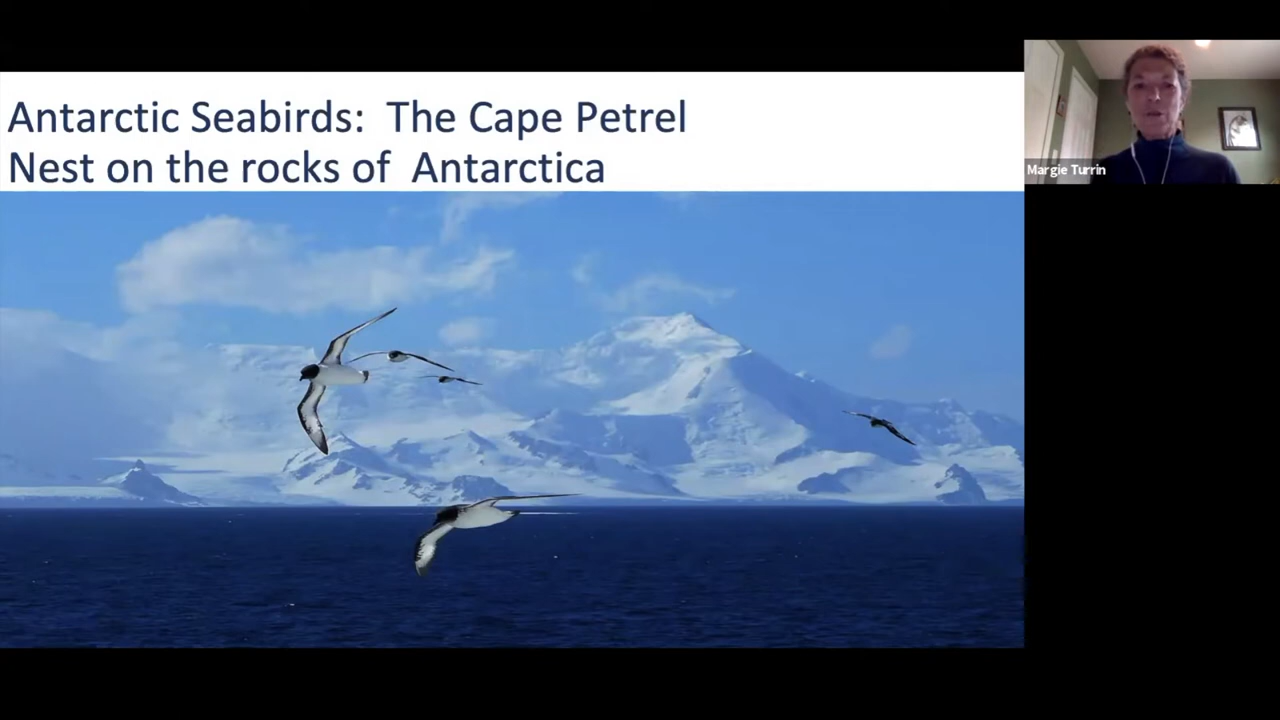 Antarctic Seabirds:  The Cape Petrel
Nest on the rocks of  Antarctica
Margie Turrin